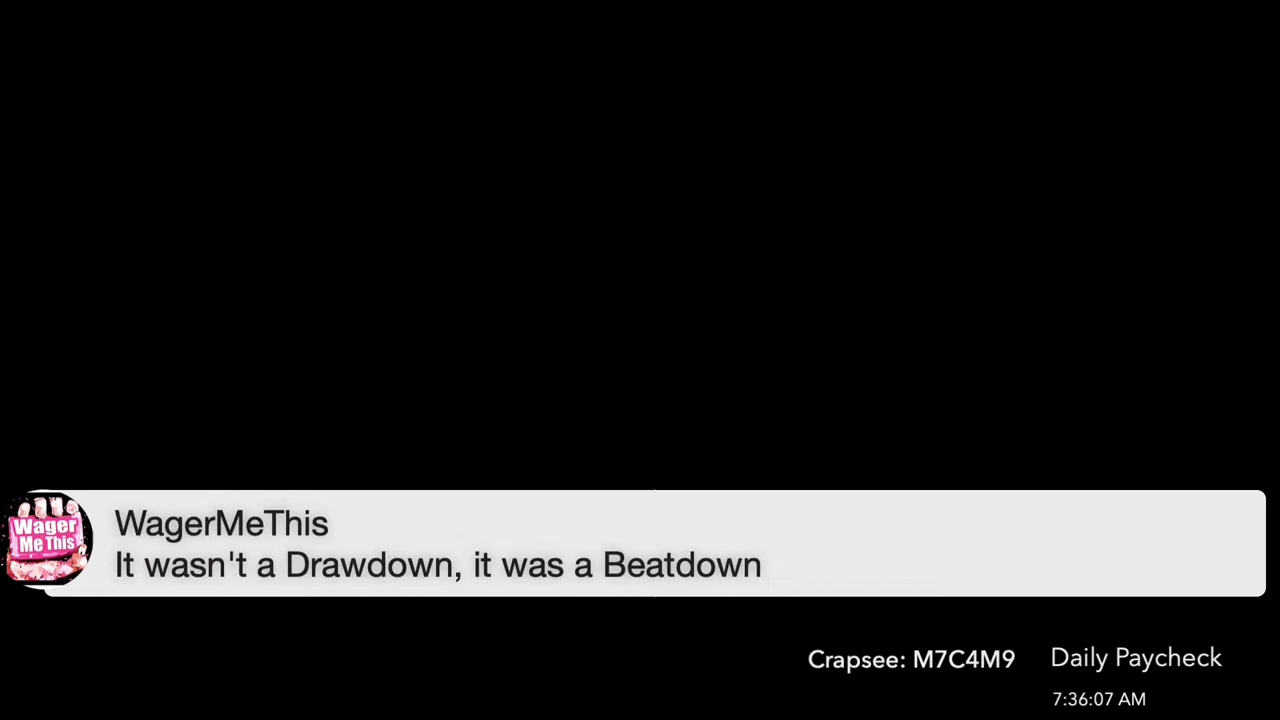 Wager
Me This
WagerMeThis
It wasn't a Drawdown, it was a Beatdown
Crapsee: M7C4M9
Daily Paycheck
7:36:07 AM